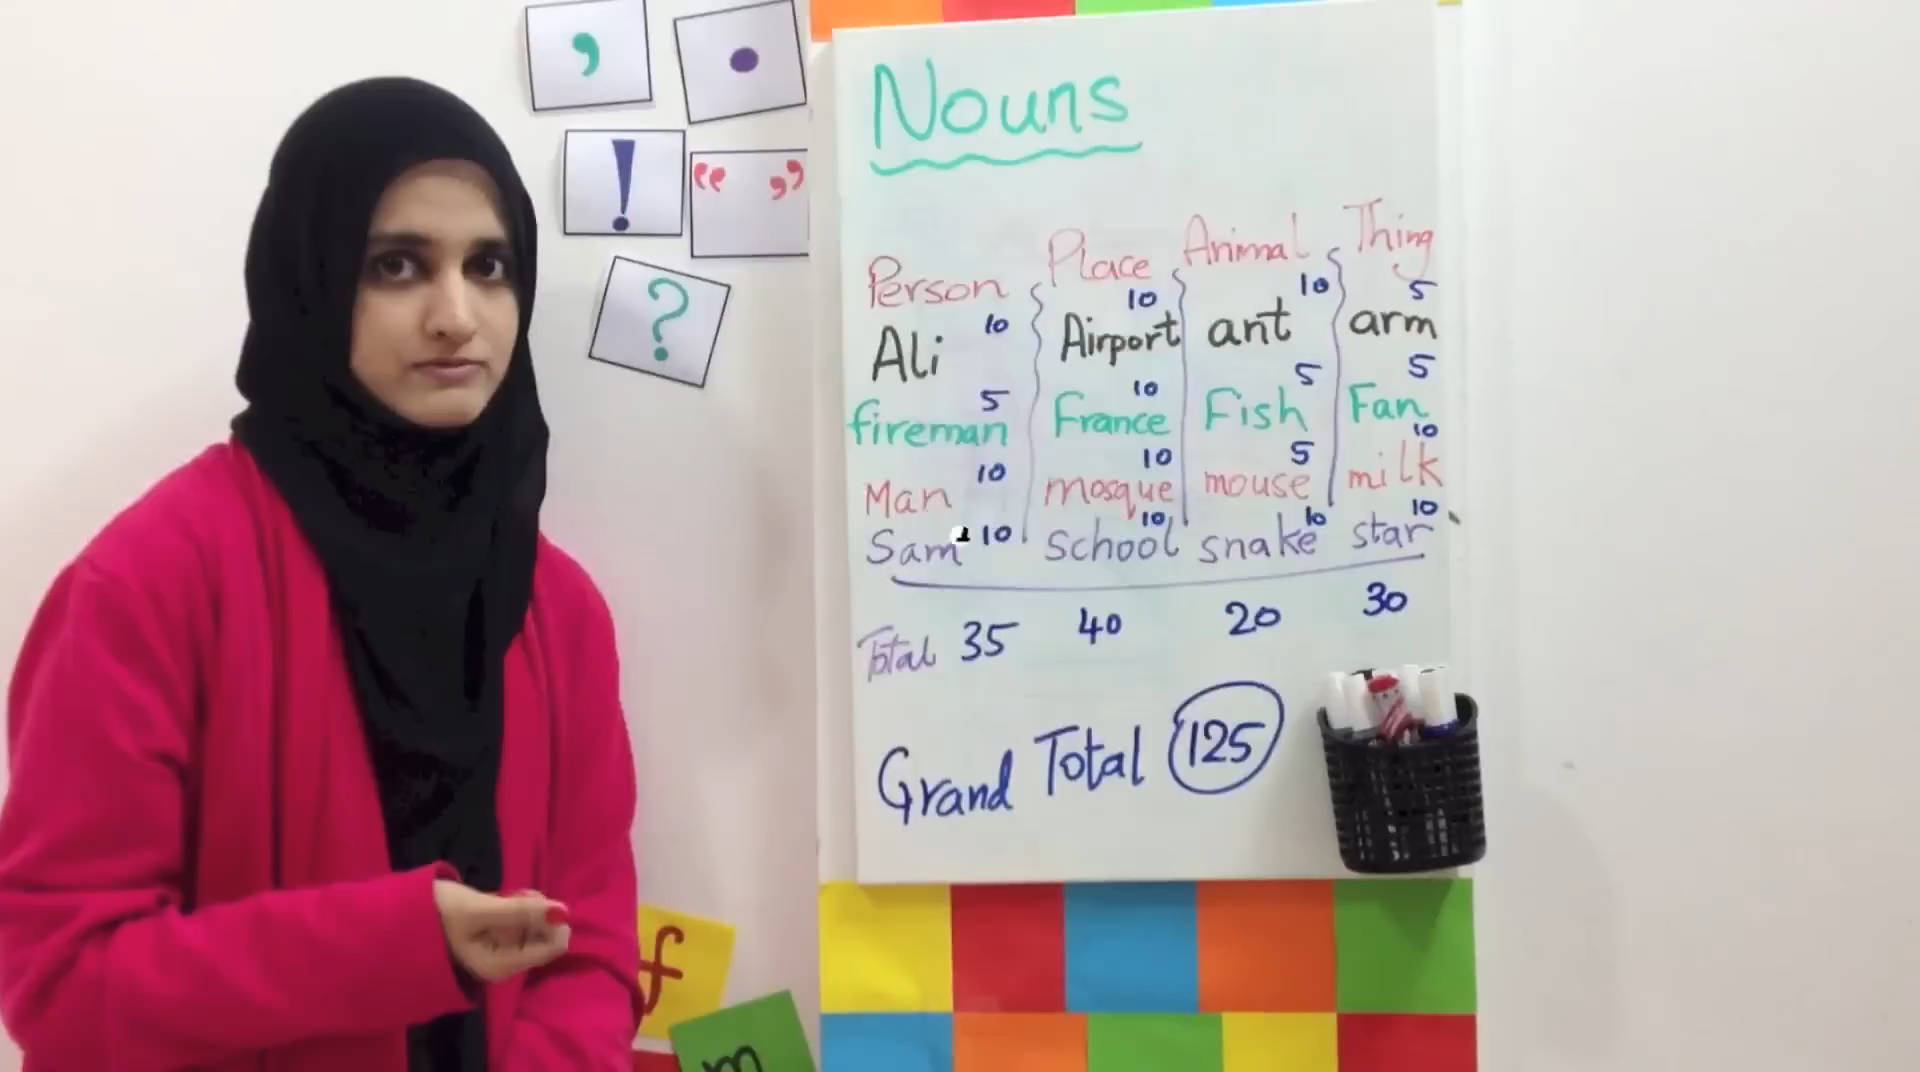 ,
.
!
“ ”
?
Nouns
Person Place Animal Thing
10 10 10 5
Ali Airport ant arm
5 10 5 5
fireman France Fish Fan
10 10 5 10
Man mosque mouse milk
10 10 10 10
Sam School snake star
Total 35 40 20 30
Grand Total 125
f
m